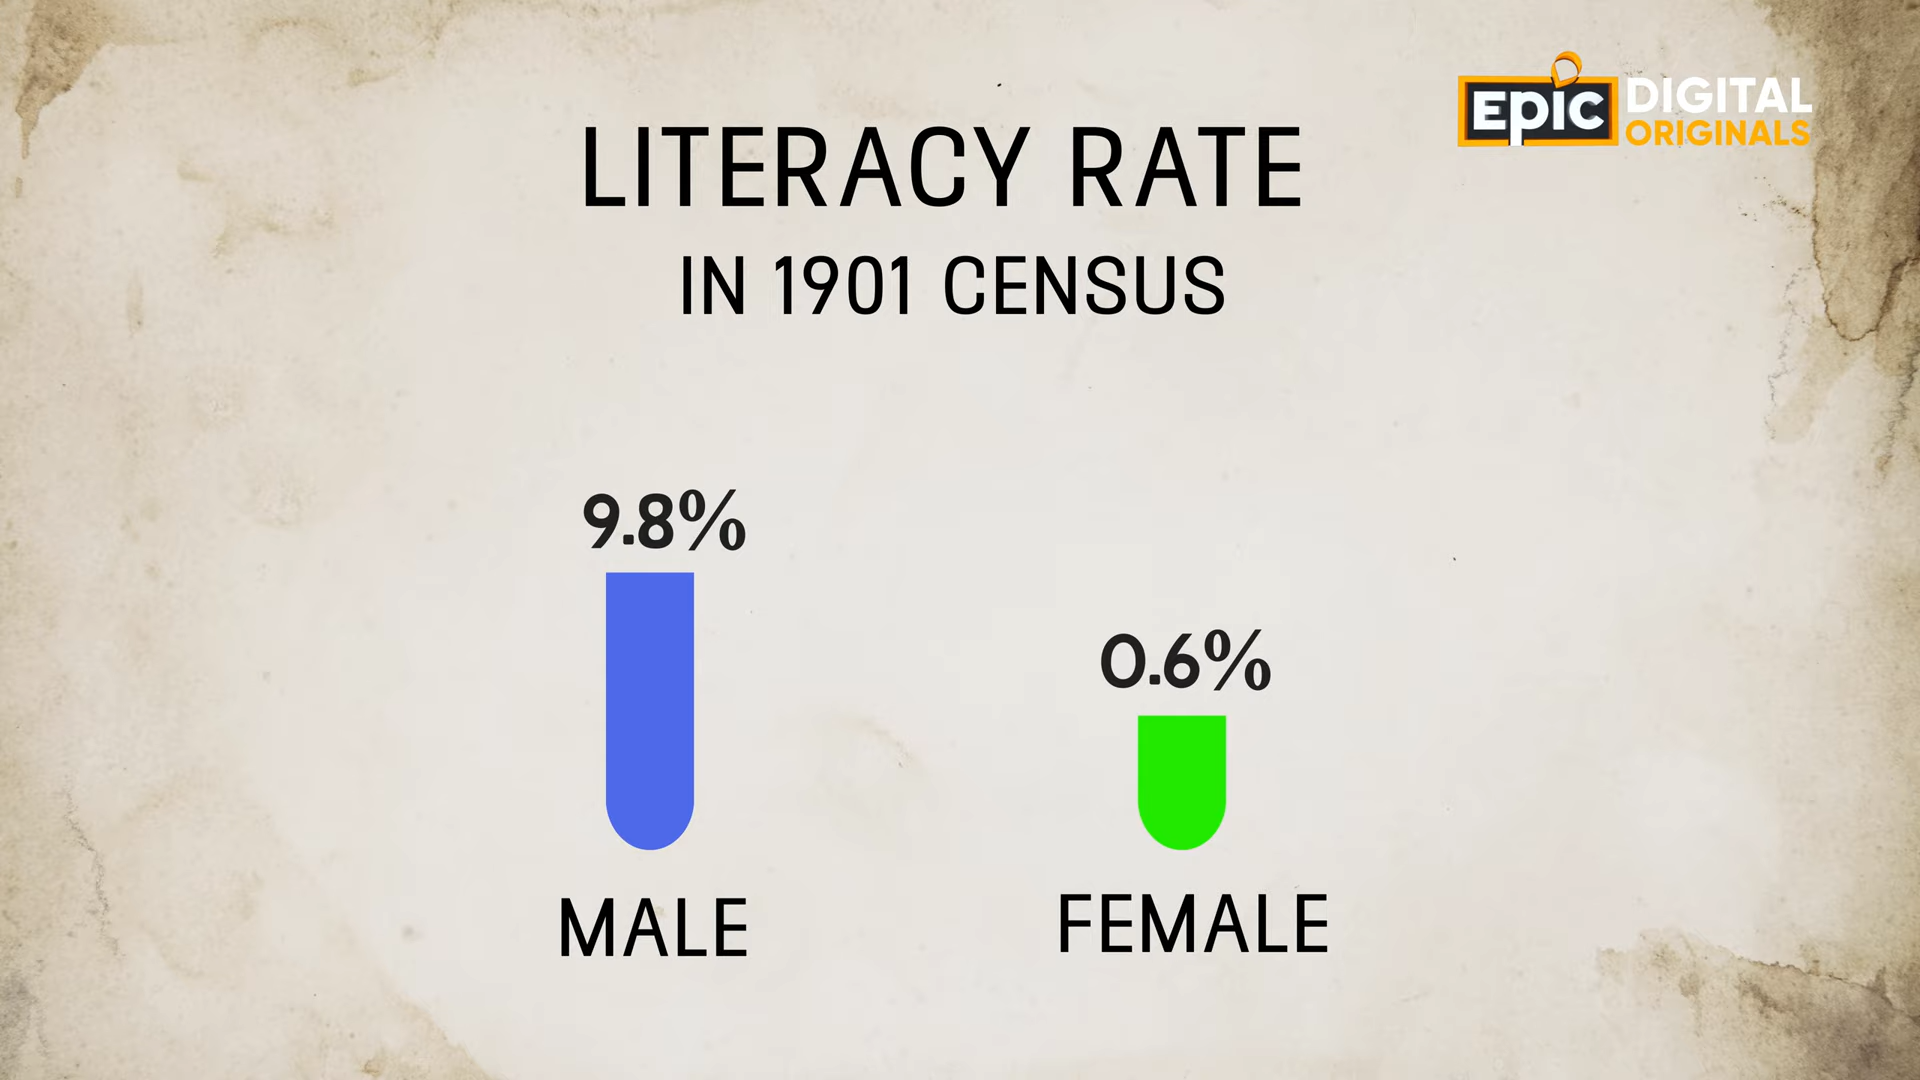 EPIC DIGITAL
ORIGINALS
LITERACY RATE
IN 1901 CENSUS
9.8%
0.6%
MALE
FEMALE